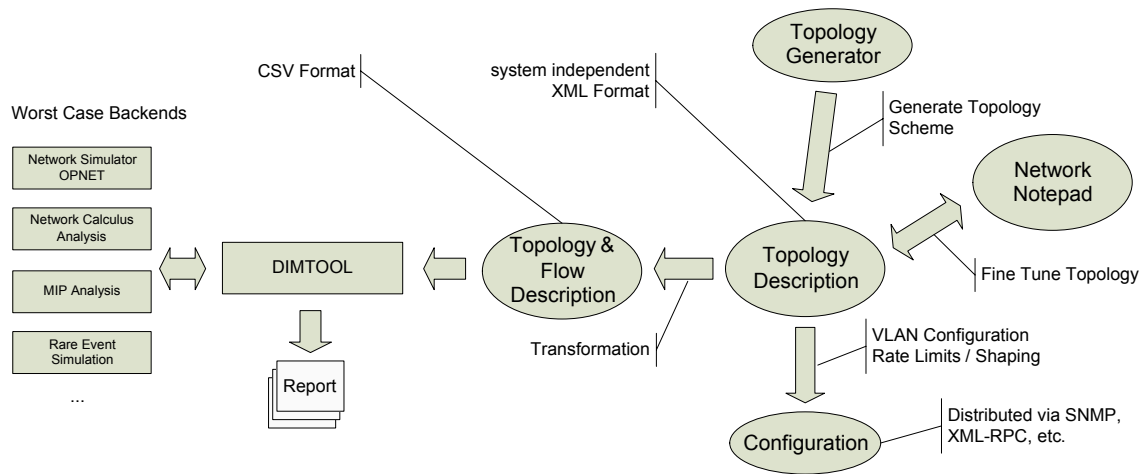 Topology
Generator
CSV Format
system independent
XML Format
Generate Topology
Scheme
Worst Case Backends
Network Simulator
OPNET
Network Calculus
Analysis
MIP Analysis
Rare Event
Simulation
...
DIMTOOL
Report
Topology &
Flow
Description
Transformation
Topology
Description
Network
Notepad
Fine Tune Topology
VLAN Configuration
Rate Limits / Shaping
Configuration
Distributed via SNMP,
XML-RPC, etc.